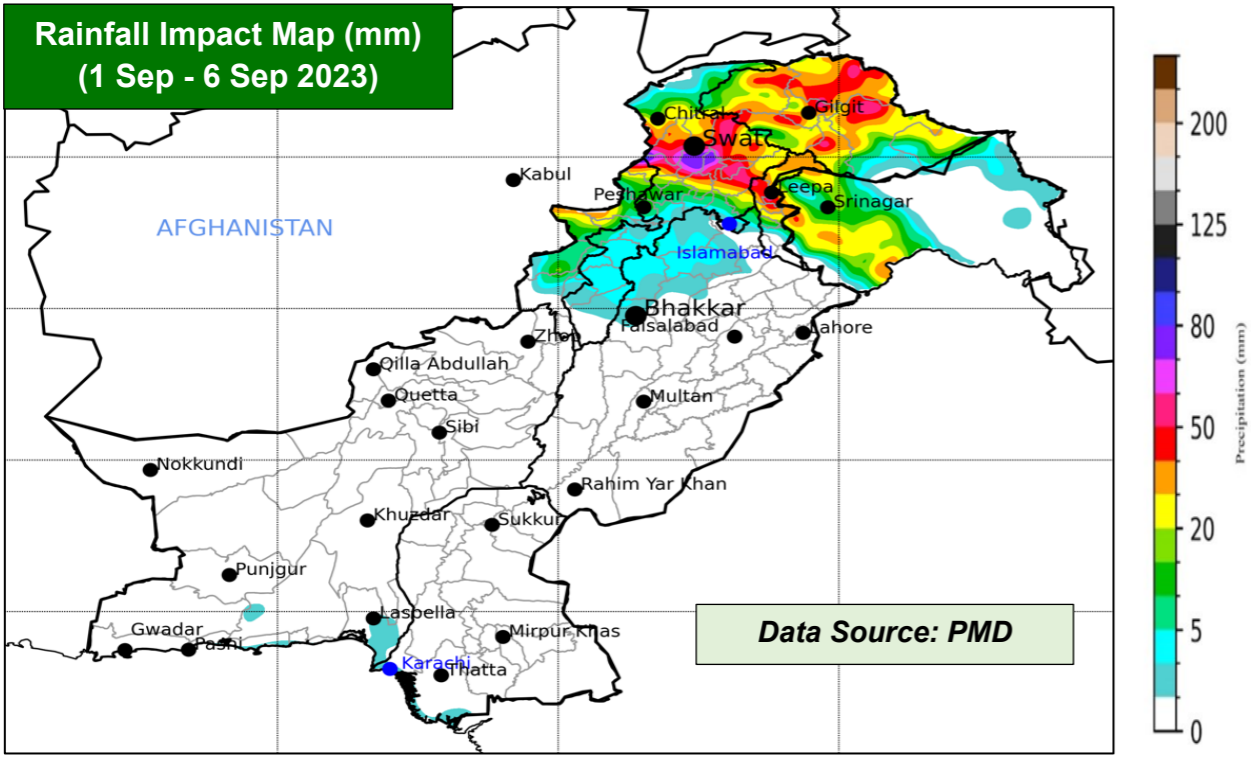 Rainfall Impact Map (mm)
(1 Sep - 6 Sep 2023)
Chitral
Gilgit
Swat
Kabul
Leepa
Peshawar
Srinagar
AFGHANISTAN
Islamabad
Bhakkar
Faisalabad
Lahore
Zhob
Qilla Abdullah
Quetta
Multan
Sibi
Nokkundi
Rahim Yar Khan
Khuzdar
Sukkur
Punjgur
Lasbella
Gwadar
Pasni
Mirpur Khas
Karachi
Thatta
Data Source: PMD
200
125
80
50
20
5
0
Precipitation (mm)